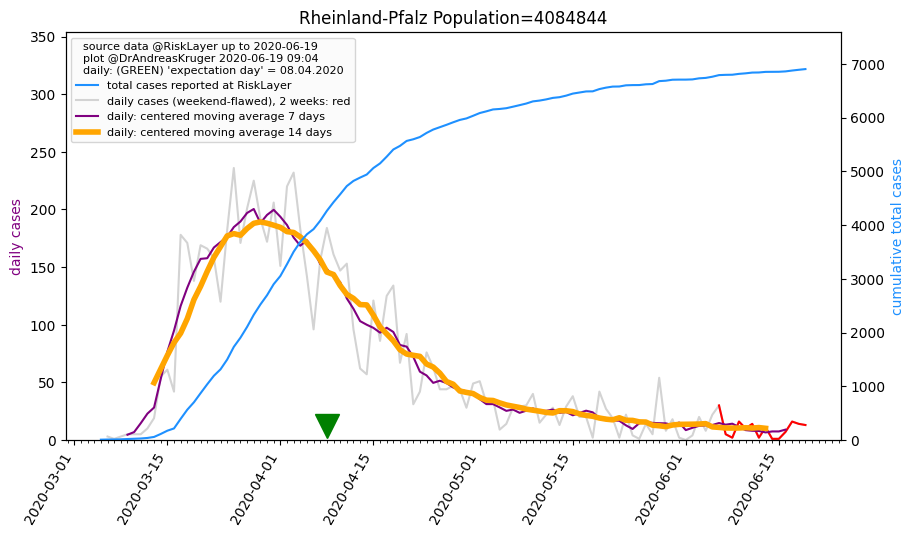 Rheinland-Pfalz Population=4084844
source data @RiskLayer up to 2020-06-19
plot @DrAndreasKruger 2020-06-19 09:04
daily: (GREEN) 'expectation day' = 08.04.2020
total cases reported at RiskLayer
daily cases (weekend-flawed), 2 weeks: red
daily: centered moving average 7 days
daily: centered moving average 14 days
daily cases
350
300
250
200
150
100
50
0
7000
6000
5000
4000
3000
2000
1000
0
cumulative total cases
2020-03-01
2020-03-15
2020-04-01
2020-04-15
2020-05-01
2020-05-15
2020-06-01
2020-06-15